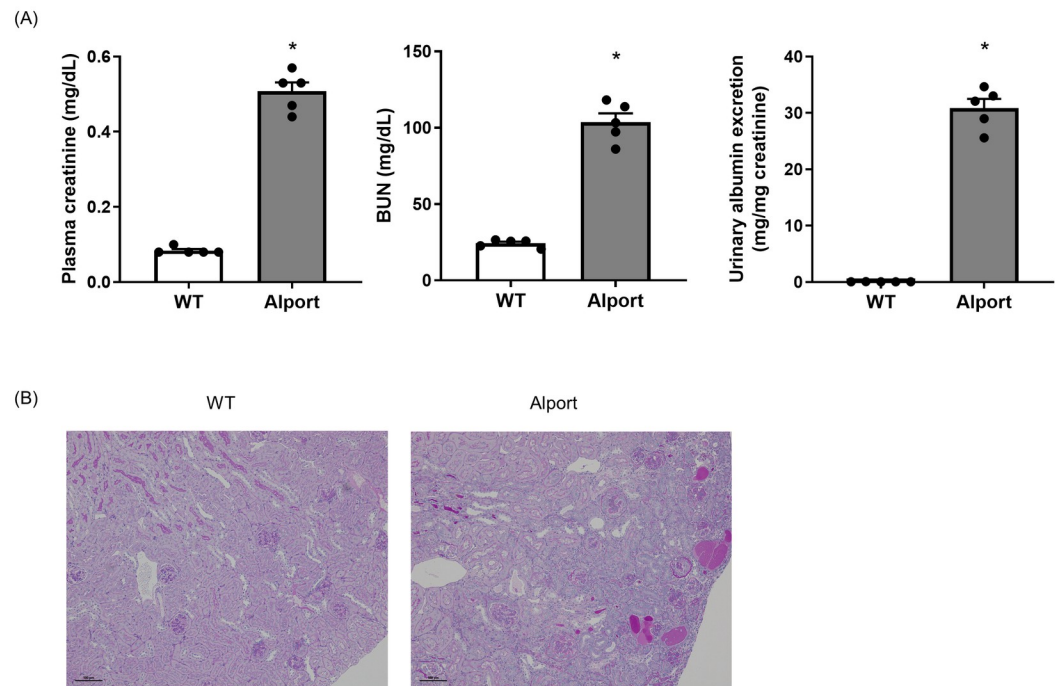 (A)
Plasma creatinine (mg/dL)
0.6
0.4
0.2
0.0
*
WT
Alport
BUN (mg/dL)
150
100
50
0
*
WT
Alport
Urinary albumin excretion
(mg/mg creatinine)
40
30
20
10
0
*
WT
Alport
(B)
WT
Alport